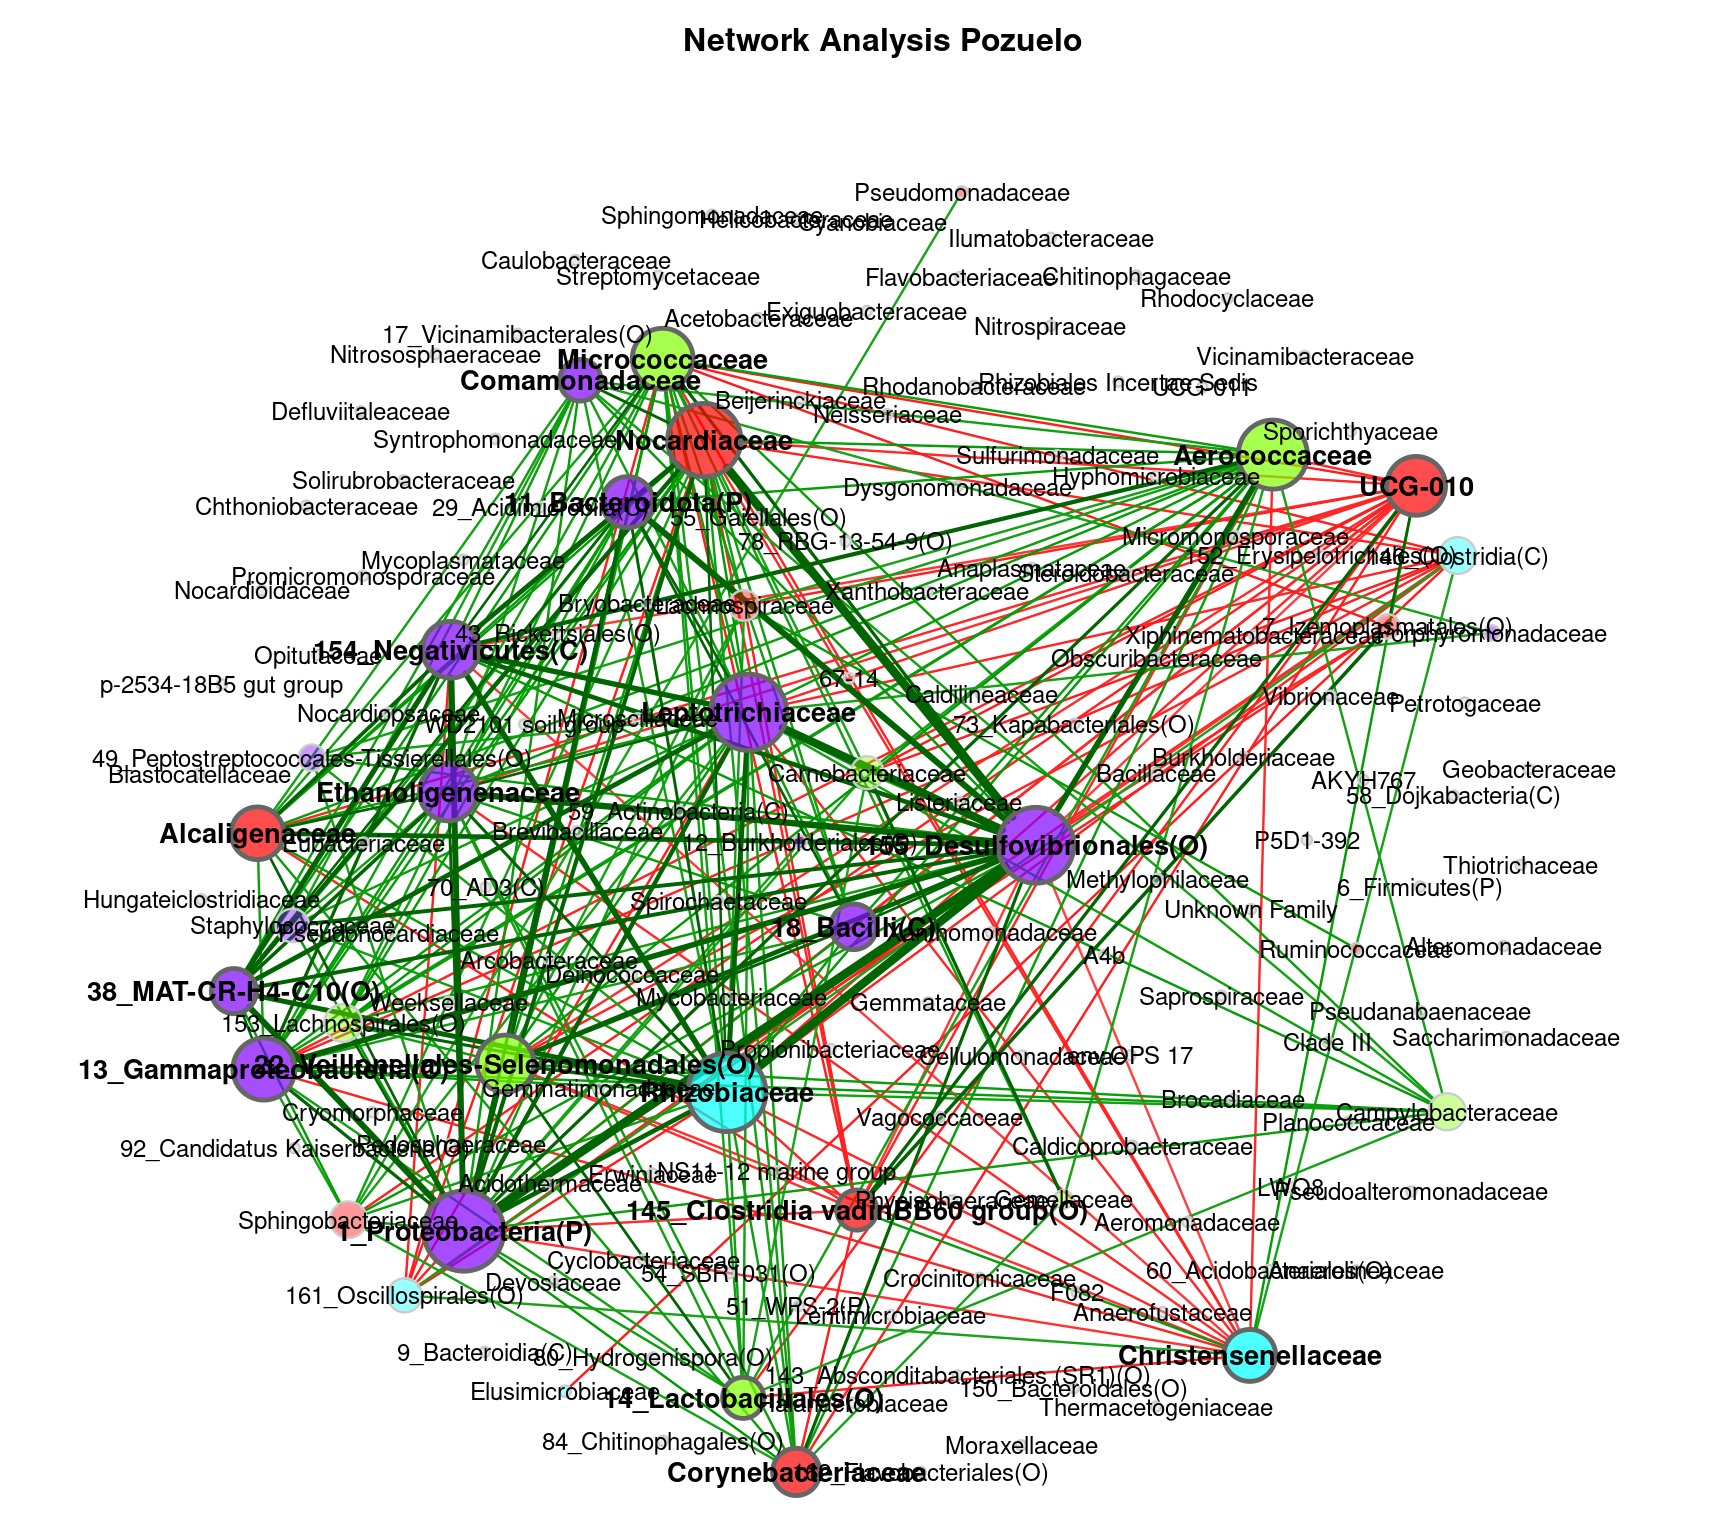 Network Analysis Pozuelo
Pseudomonadaceae
Sphingomonadaceae
Helicobacteraceae
Cyanobiaceae
Ilumatobacteraceae
Caulobacteraceae
Streptomycetaceae
Flavobacteriaceae
Chitinophagaceae
Rhodocyclaceae
Exiguobacteraceae
Acetobacteraceae
Nitrospiraceae
17_Vicinamibacterales(O)
Nitrososphaeraceae
Micrococcaceae
Vicinamibacteraceae
Comamonadaceae
Rhodanobacteraceae
Rhizobiales Incertae Sedis
UCG-011
Beijerinckiaceae
Defluviitaleaceae
Neisseriaceae
Sporichthyaceae
Syntrophomonadaceae
Nocardiaceae
Sulfurimonadaceae
Aerococcaceae
Hyphomicrobiaceae
Solirubrobacteraceae
Dysgonomonadaceae
UCG-010
Chthoniobacteraceae
29_Acidimicrobiia(C)
11_Bacteroidota(P)
55_Gaiellales(O)
78_RBG-13-54-9(O)
Micromonosporaceae
152_Erysipelotrichales(O)
146_Clostridia(C)
Mycoplasmataceae
Anaplasmataceae
Steroidobacteraceae
Promicromonosporaceae
Nocardioidaceae
Xanthobacteraceae
Bryobacteraceae
Lachnospiraceae
7_Izemoplasmatales(O)
43_Rickettsiales(O)
Xiphinematobacteraceae
Porphyromonadaceae
154_Negativicutes(C)
Opitutaceae
Obscuribacteraceae
67-14
p-2534-18B5 gut group
Caldilineaceae
Vibrionaceae
Petrotogaceae
Nocardiopsaceae
Leptotrichiaceae
Microscillaceae
WD2101 soil group
73_Kapabacteriales(O)
49_Peptostreptococcales-Tissierellales(O)
Burkholderiaceae
Blastocatellaceae
Carnobacteriaceae
Bacillaceae
Geobacteraceae
AKYH767
Ethanoligenenaceae
58_Dojkabacteria(C)
Listeriaceae
59_Actinobacteria(C)
Alcaligenaceae
Brevibacillaceae
Eubacteriaceae
12_Burkholderiales(O)
155_Desulfovibrionales(O)
P5D1-392
Thiotrichaceae
Methylophilaceae
70_AD3(C)
6_Firmicutes(P)
Hungateiclostridiaceae
Spirochaetaceae
Unknown Family
Staphylococcaceae
Pseudonocardiaceae
18_Bacilli(C)
Xanthomonadaceae
Ruminococcaceae
Alteromonadaceae
A4b
Arcobacteraceae
Deinococcaceae
38_MAT-CR-H4-C10(O)
Weeksellaceae
Mycobacteriaceae
Gemmataceae
Saprospiraceae
Pseudanabaenaceae
153_Lachnospirales(O)
Saccharimonadaceae
Clade III
Propionibacteriaceae
Cellulomonadaceae
env.OPS 17
13_Gammaproteobacteria(C)
22_Veillonellales-Selenomonadales(O)
Gemmatimonadaceae
Rhizobiaceae
Brocadiaceae
Cryomorphaceae
Campylobacteraceae
Planococcaceae
Vagococcaceae
92_Candidatus Kaiserbacteria(O)
Pedosphaeraceae
Caldicoprobacteraceae
Acidothermaceae
Erwiniaceae
NS11-12 marine group
LWQ8
Pseudoalteromonadaceae
Phycisphaeraceae
Gemellaceae
145_Clostridia vadinBB60 group(O)
Sphingobacteriaceae
Aeromonadaceae
1_Proteobacteria(P)
Cyclobacteriaceae
54_SBR1031(O)
Devosiaceae
Crocinitomicaceae
60_Acidobacteriales(O)
Anaerolineaceae
161_Oscillospirales(O)
F082
51_WPS-2(P)
Lentimicrobiaceae
Anaerofustaceae
9_Bacteroidia(C)
80_Hydrogenispora(O)
Christensenellaceae
143_Absconditabacteriales (SR1)(O)
Elusimicrobiaceae
150_Bacteroidales(O)
14_Lactobacillales(O)
Halanaerobiaceae
Thermacetogeniaceae
84_Chitinophagales(O)
Moraxellaceae
Corynebacteriaceae